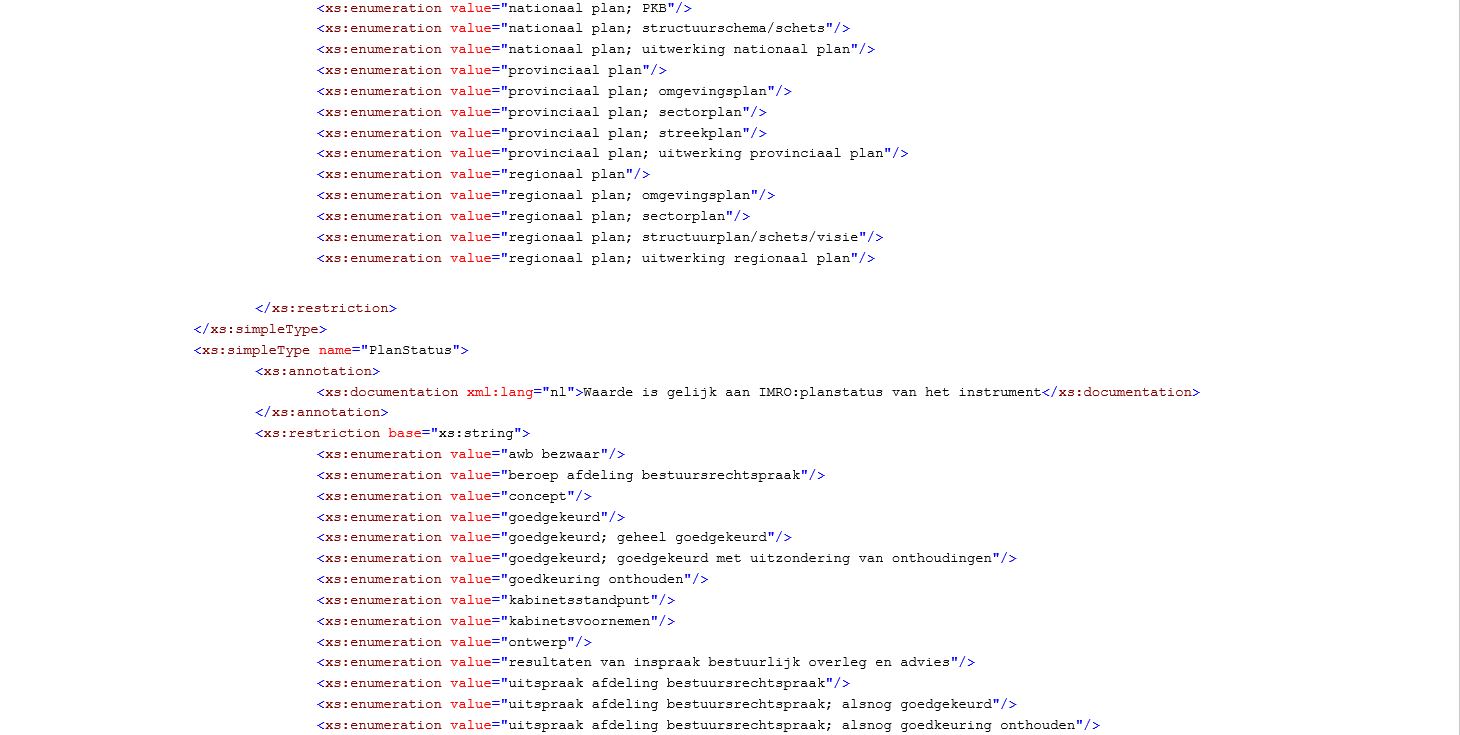 <xs:enumeration value="nationaal plan; PKB"/>
<xs:enumeration value="nationaal plan; structuurschema/schets"/>
<xs:enumeration value="nationaal plan; uitwerking nationaal plan"/>
<xs:enumeration value="provinciaal plan"/>
<xs:enumeration value="provinciaal plan; omgevingsplan"/>
<xs:enumeration value="provinciaal plan; sectorplan"/>
<xs:enumeration value="provinciaal plan; streekplan"/>
<xs:enumeration value="provinciaal plan; uitwerking provinciaal plan"/>
<xs:enumeration value="regionaal plan"/>
<xs:enumeration value="regionaal plan; omgevingsplan"/>
<xs:enumeration value="regionaal plan; sectorplan"/>
<xs:enumeration value="regionaal plan; structuurplan/schets/visie"/>
<xs:enumeration value="regionaal plan; uitwerking regionaal plan"/>
</xs:restriction>
</xs:simpleType>
<xs:simpleType name="PlanStatus">
<xs:annotation>
<xs:documentation xml:lang="nl">Waarde is gelijk aan IMRO:planstatus van het instrument</xs:documentation>
</xs:annotation>
<xs:restriction base="xs:string">
<xs:enumeration value="awb bezwaar"/>
<xs:enumeration value="beroep afdeling bestuursrechtspraak"/>
<xs:enumeration value="concept"/>
<xs:enumeration value="goedgekeurd"/>
<xs:enumeration value="goedgekeurd; geheel goedgekeurd"/>
<xs:enumeration value="goedgekeurd; goedgekeurd met uitzondering van onthoudingen"/>
<xs:enumeration value="goedkeuring onthouden"/>
<xs:enumeration value="kabinetsstandpunt"/>
<xs:enumeration value="kabinetsvoornemen"/>
<xs:enumeration value="ontwerp"/>
<xs:enumeration value="resultaten van inspraak bestuurlijk overleg en advies"/>
<xs:enumeration value="uitspraak afdeling bestuursrechtspraak"/>
<xs:enumeration value="uitspraak afdeling bestuursrechtspraak; alsnog goedgekeurd"/>
<xs:enumeration value="uitspraak afdeling bestuursrechtspraak; alsnog goedkeuring onthouden"/>